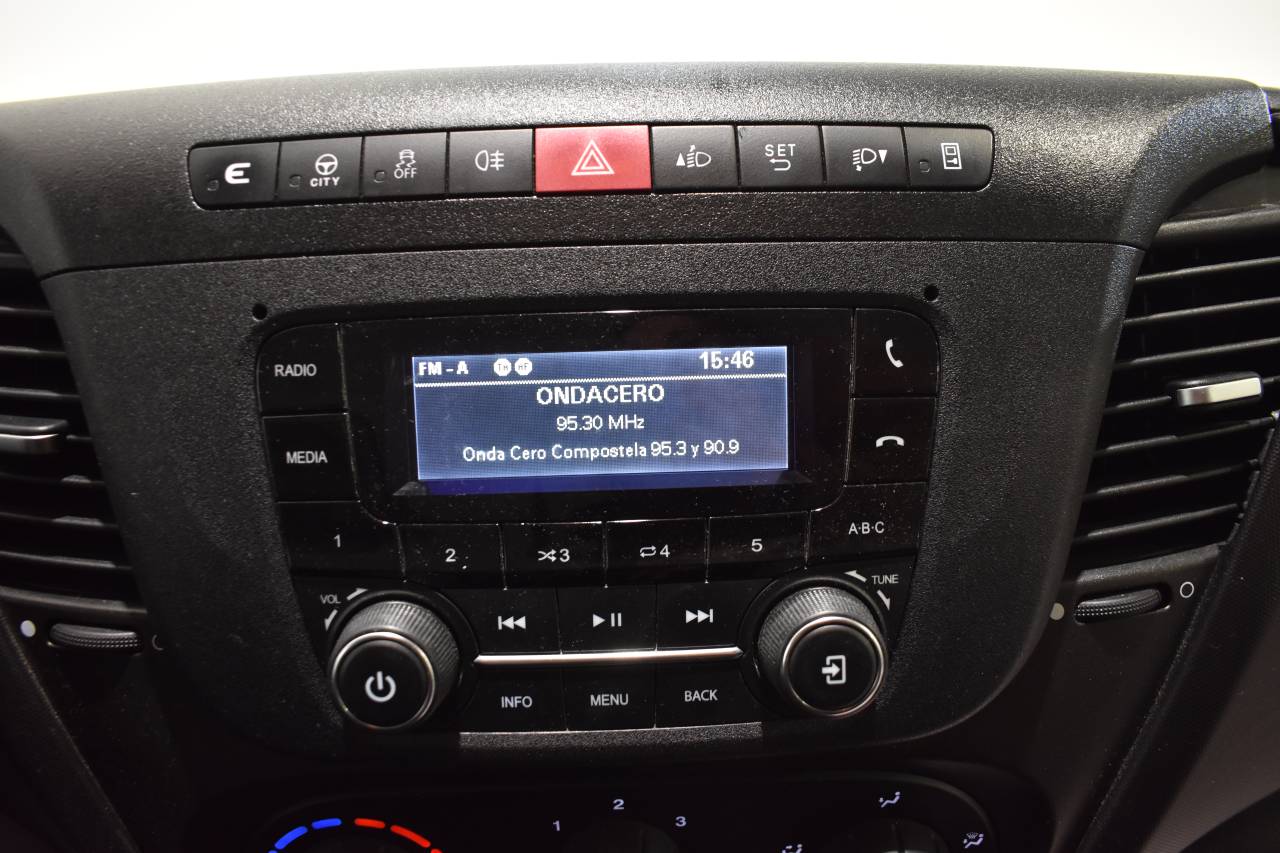 E
CITY
OFF
SET
RADIO
MEDIA
FM - A TA AF 15:46
ONDACERO
95.30 MHz
Onda Cero Compostela 95.3 y 90.9
1 2 3 4 5 A·B·C
VOL
TUNE
INFO MENU BACK
1 2 3